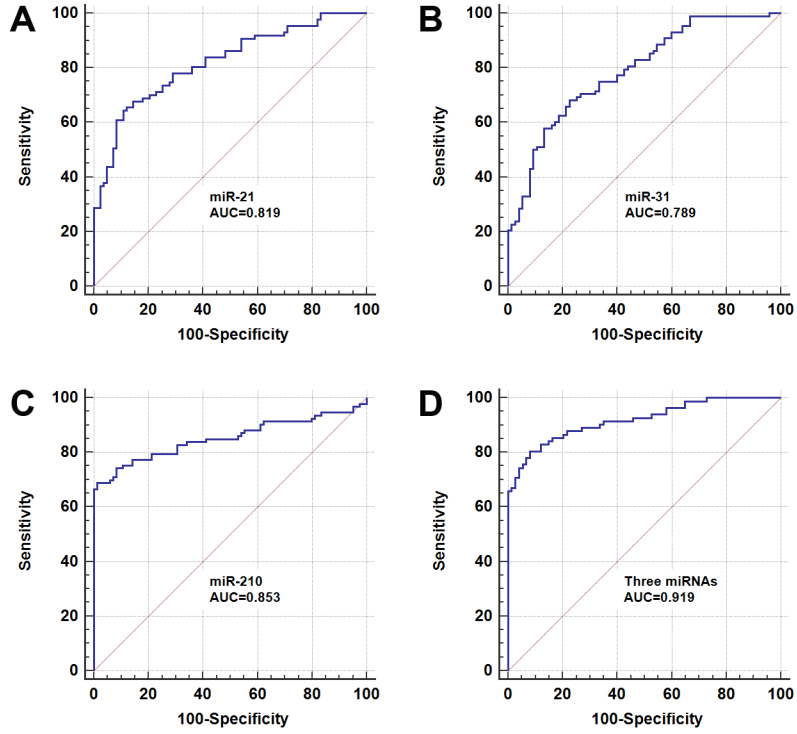 A
100
80
60
40
20
0
Sensitivity
miR-21
AUC=0.819
0 20 40 60 80 100
100-Specificity
B
100
80
60
40
20
0
Sensitivity
miR-31
AUC=0.789
0 20 40 60 80 100
100-Specificity
C
100
80
60
40
20
0
Sensitivity
miR-210
AUC=0.853
0 20 40 60 80 100
100-Specificity
D
100
80
60
40
20
0
Sensitivity
Three miRNAs
AUC=0.919
0 20 40 60 80 100
100-Specificity